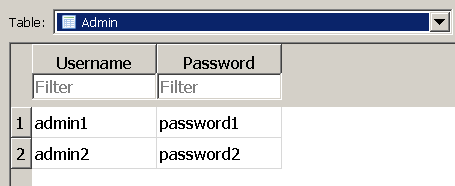 Table: Admin
Username Password
Filter Filter
1 admin1 password1
2 admin2 password2